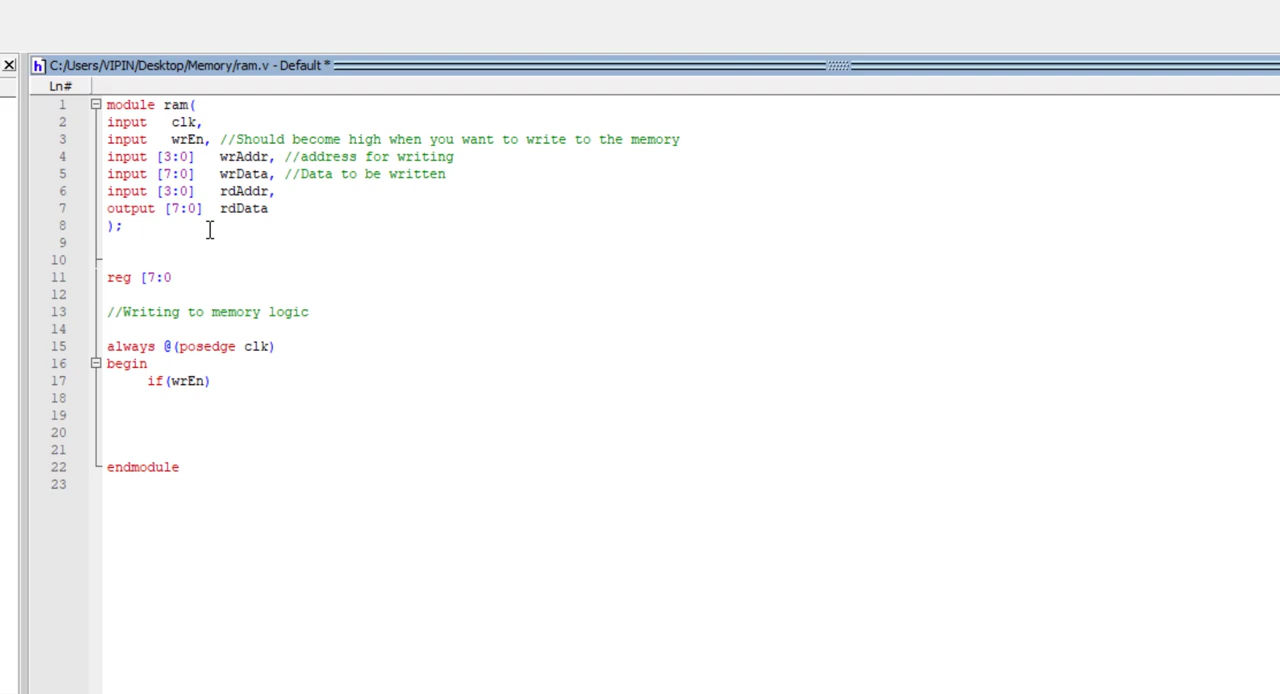 C:/Users/VIPIN/Desktop/Memory/ram.v - Default *
Ln#
1 module ram(
2 input clk,
3 input wrEn, //Should become high when you want to write to the memory
4 input [3:0] wrAddr, //address for writing
5 input [7:0] wrData, //Data to be written
6 input [3:0] rdAddr,
7 output [7:0] rdData
8 );
9
10
11 reg [7:0
12
13 //Writing to memory logic
14
15 always @(posedge clk)
16 begin
17 if(wrEn)
18
19
20
21
22 endmodule
23